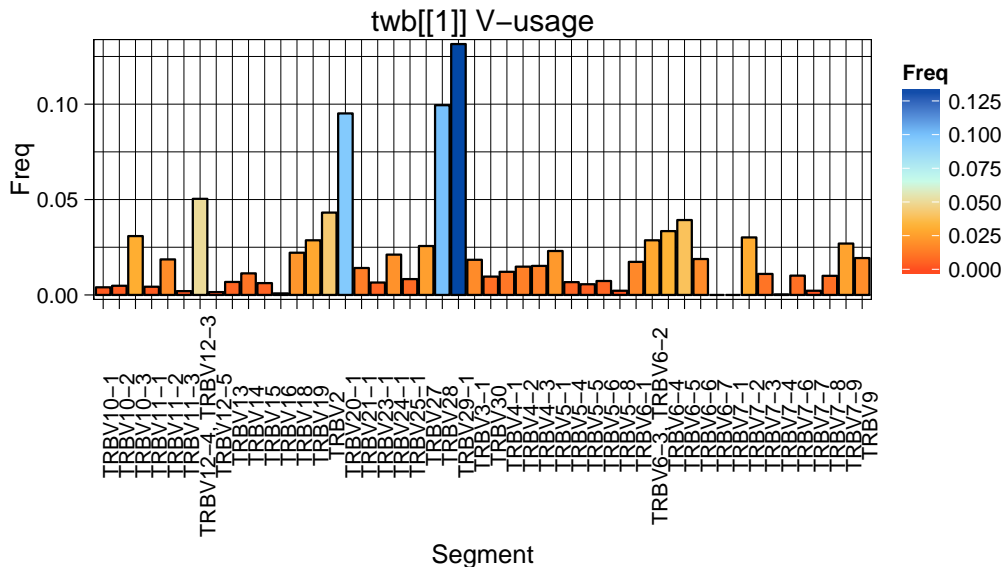 twb[[1]] V−usage
Freq
0.10
0.05
0.00
Freq
0.125
0.100
0.075
0.050
0.025
0.000
TRBV10−1
TRBV10−2
TRBV10−3
TRBV11−1
TRBV11−2
TRBV11−3
TRBV12−4, TRBV12−3
TRBV12−5
TRBV13
TRBV14
TRBV15
TRBV16
TRBV18
TRBV19
TRBV2
TRBV20−1
TRBV21−1
TRBV23−1
TRBV24−1
TRBV25−1
TRBV27
TRBV28
TRBV29−1
TRBV3−1
TRBV30
TRBV4−1
TRBV4−2
TRBV4−3
TRBV5−1
TRBV5−4
TRBV5−5
TRBV5−6
TRBV5−8
TRBV6−1
TRBV6−3, TRBV6−2
TRBV6−4
TRBV6−5
TRBV6−6
TRBV6−7
TRBV7−1
TRBV7−2
TRBV7−3
TRBV7−4
TRBV7−6
TRBV7−7
TRBV7−8
TRBV7−9
TRBV9
Segment